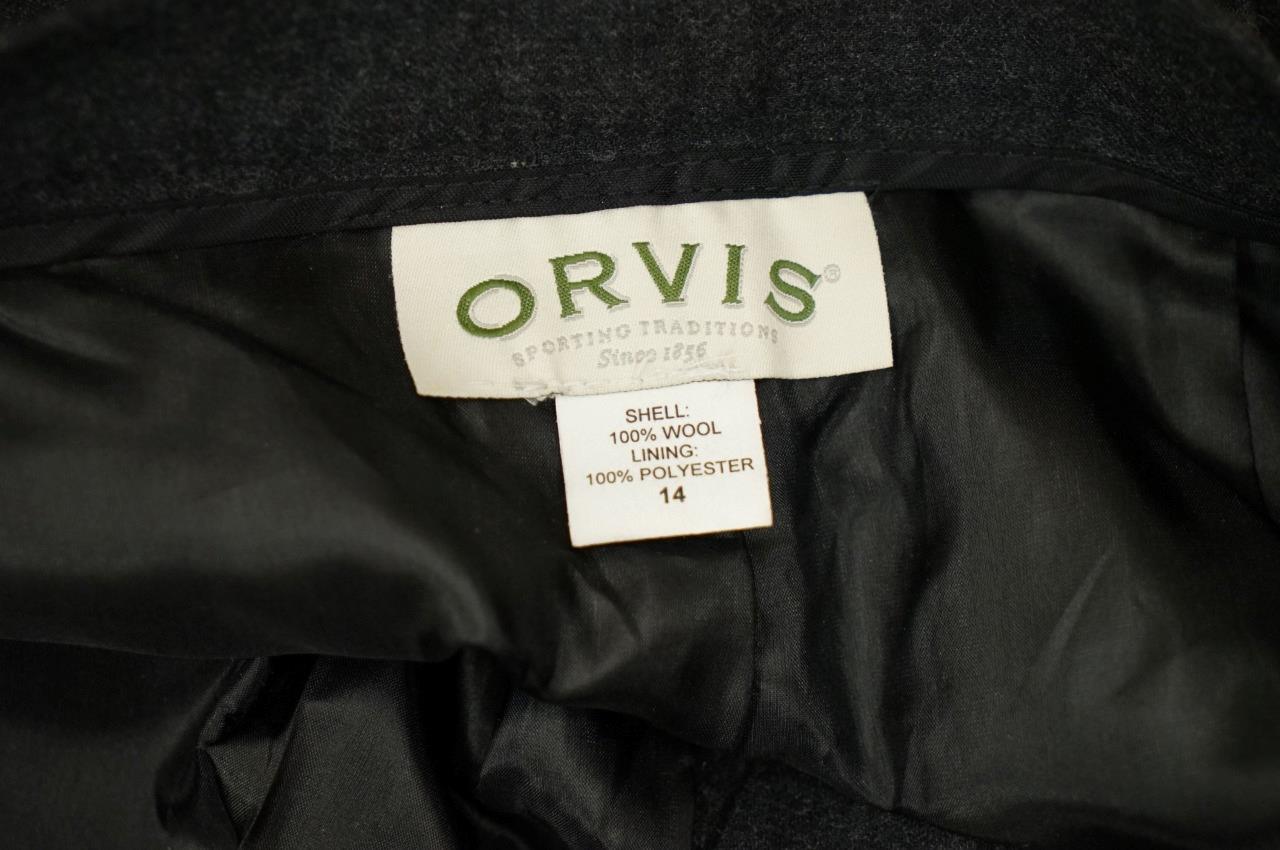 ORVIS®
SPORTING TRADITIONS
Since 1856
SHELL:
100% WOOL
LINING:
100% POLYESTER
14